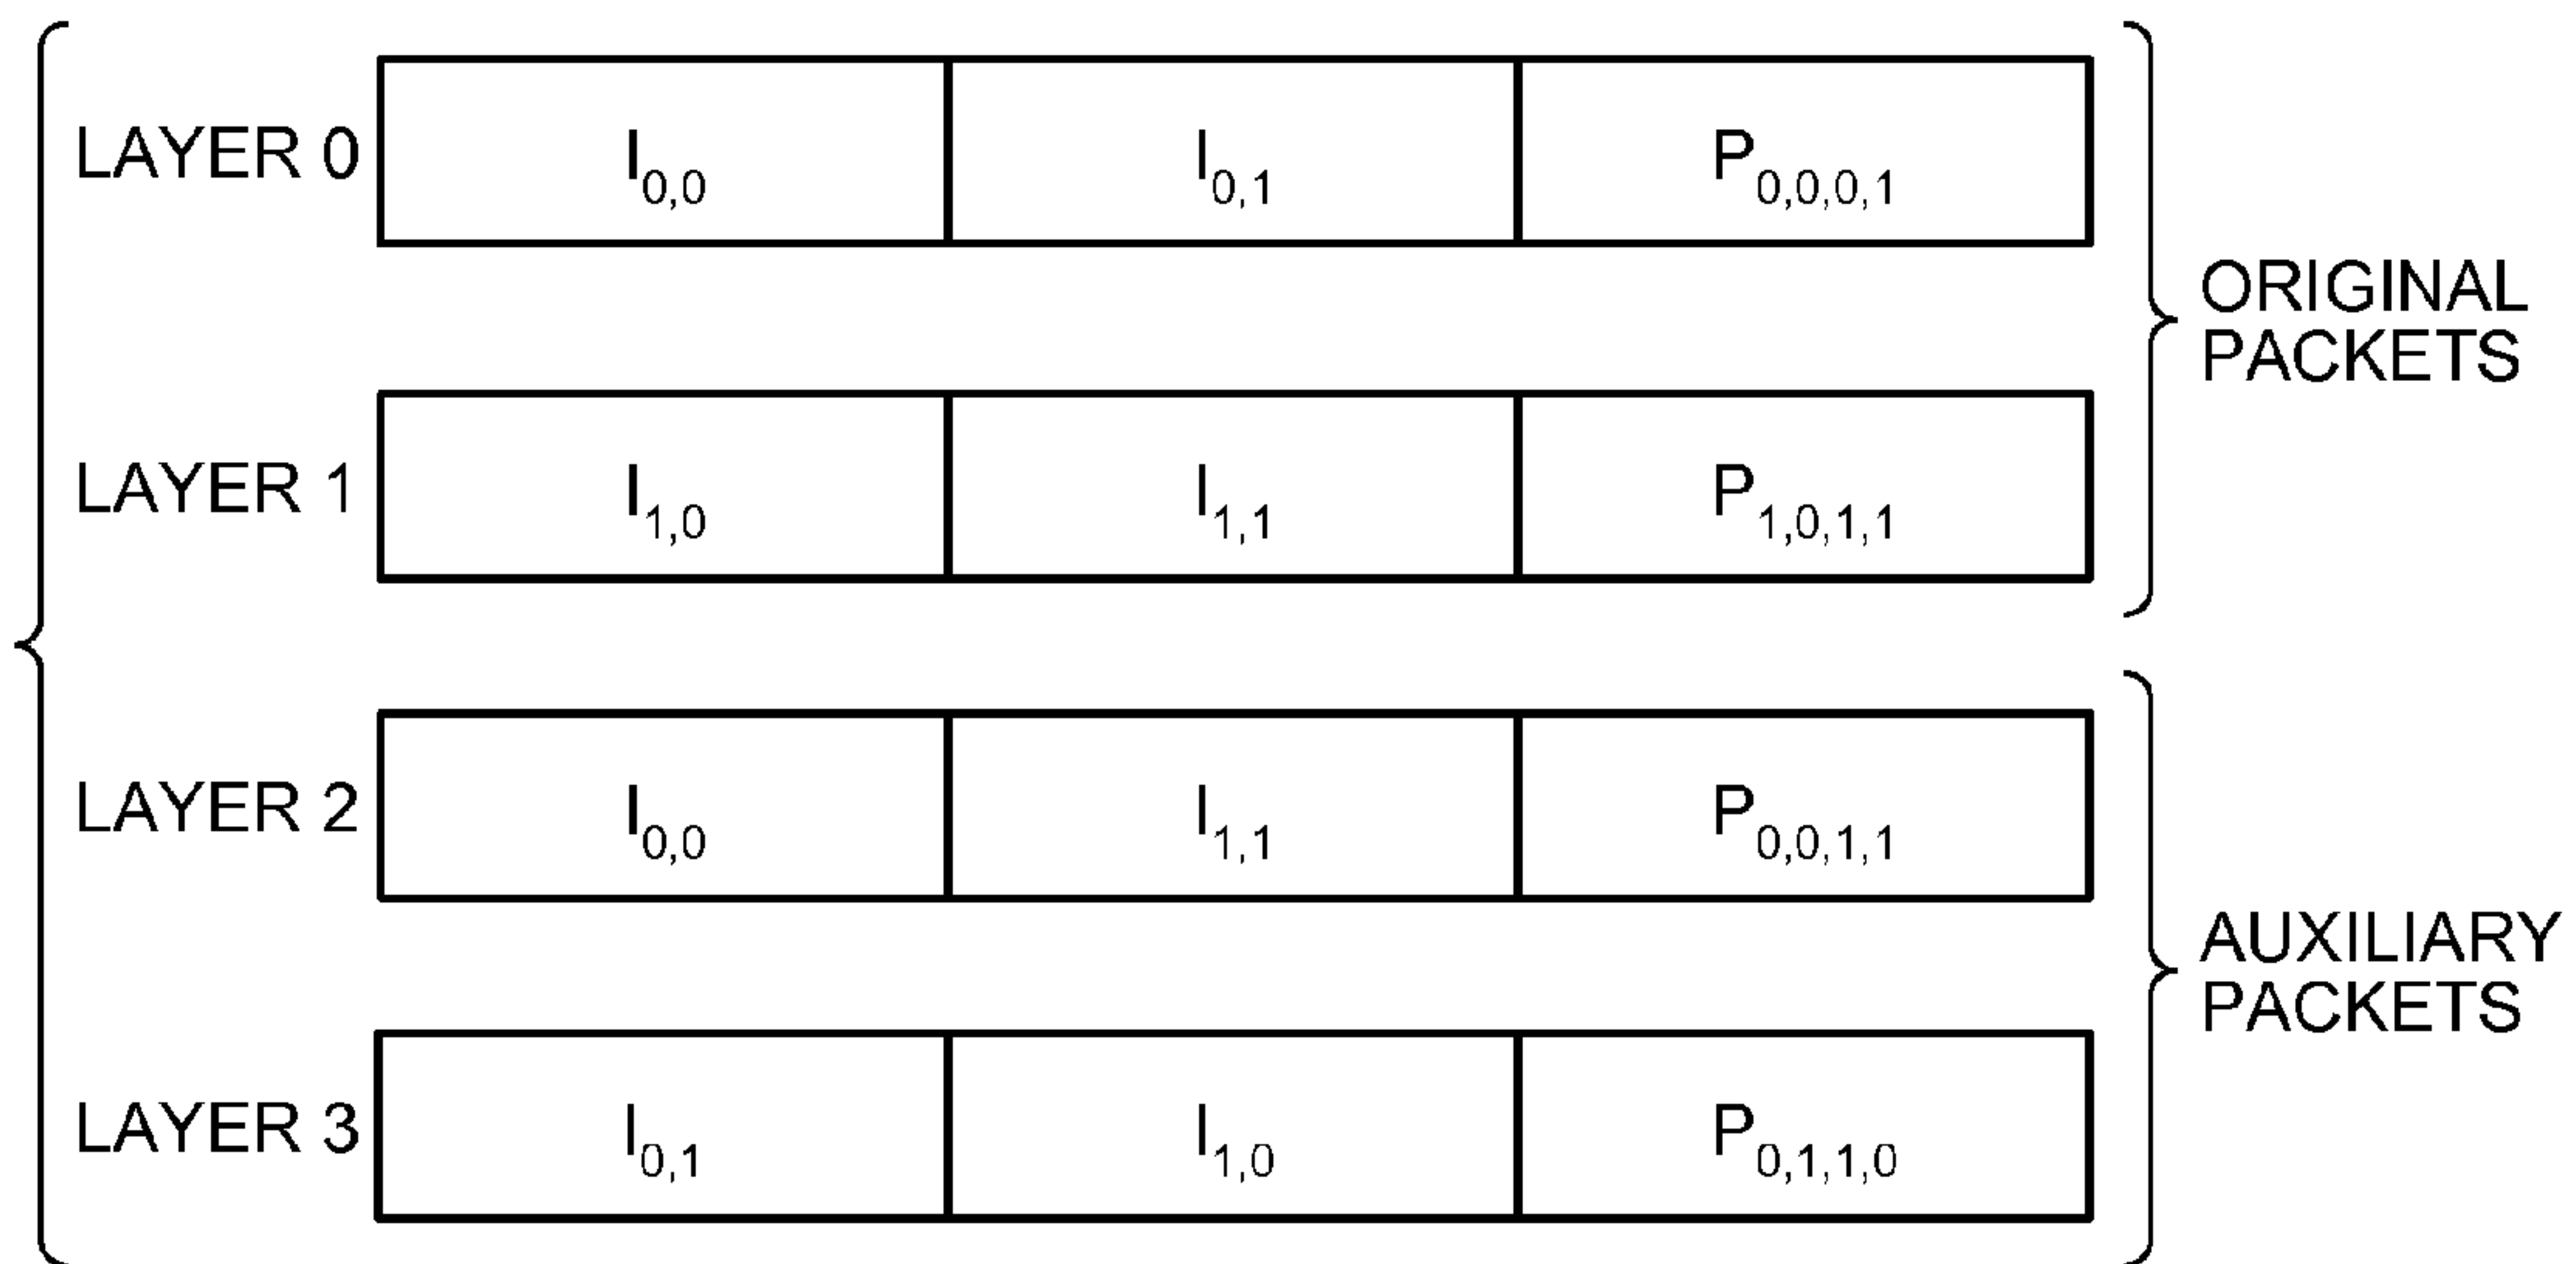 LAYER 0 I0,0 I0,1 P0,0,0,1
ORIGINAL
PACKETS
LAYER 1 I1,0 I1,1 P1,0,1,1
LAYER 2 I0,0 I1,1 P0,0,1,1
AUXILIARY
PACKETS
LAYER 3 I0,1 I1,0 P0,1,1,0